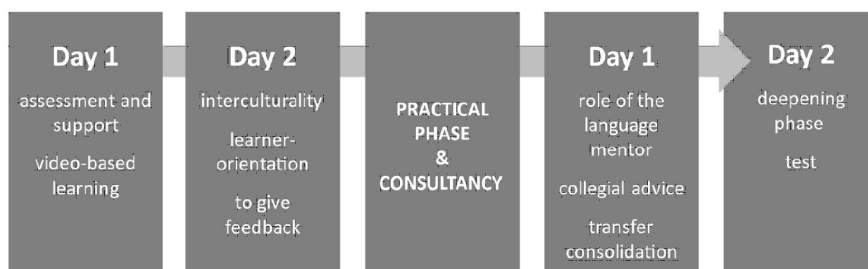 Day 1
assessment and
support
video-based
learning
Day 2
interculturality
learner-
orientation
to give
feedback
PRACTICAL
PHASE
&
CONSULTANCY
Day 1
role of the
language
mentor
collegial advice
transfer
consolidation
Day 2
deepening
phase
test